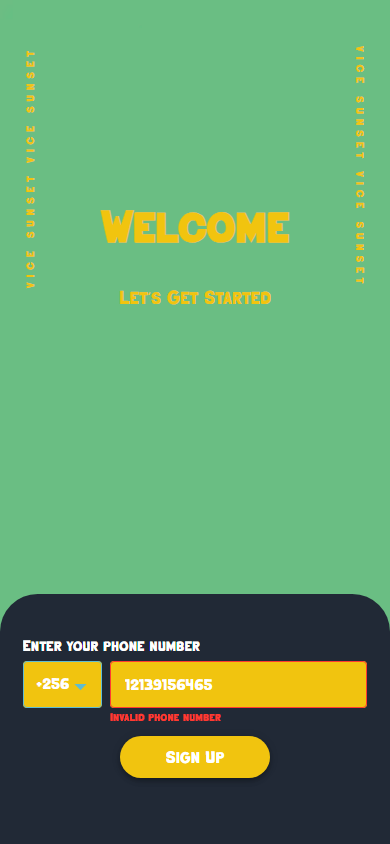 VICE SUNSET VICE SUNSET
VICE SUNSET VICE SUNSET
Welcome
Let's Get Started
Enter your phone number
+256
12139156465
Invalid phone number
Sign Up